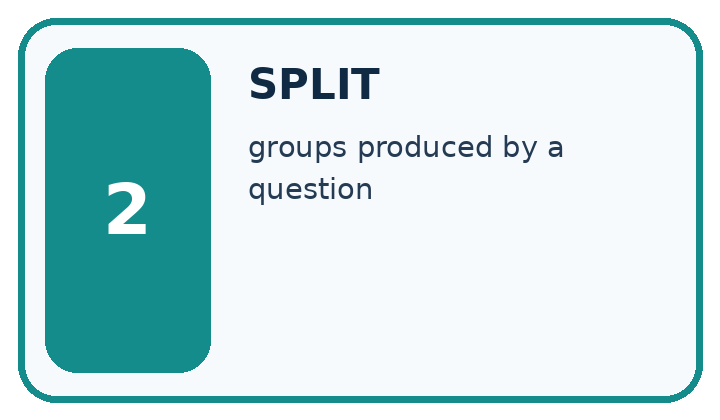 2
SPLIT
groups produced by a
question